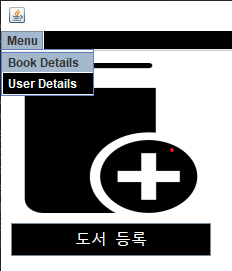 Menu
Book Details
User Details
도서 등록